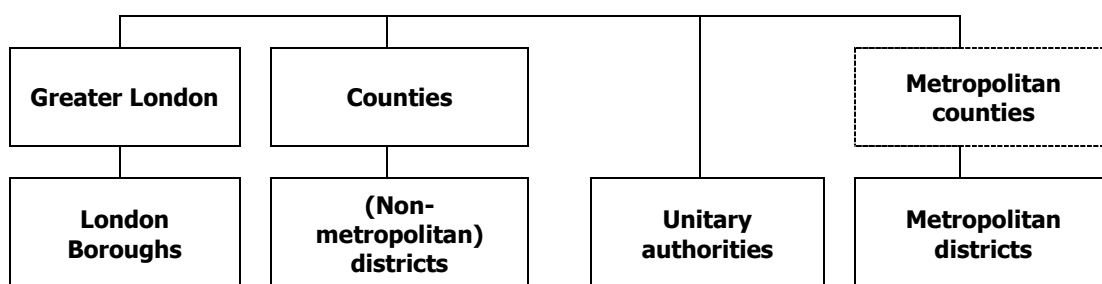 Greater London
Counties
Metropolitan
counties
London
Boroughs
(Non-
metropolitan)
districts
Unitary
authorities
Metropolitan
districts